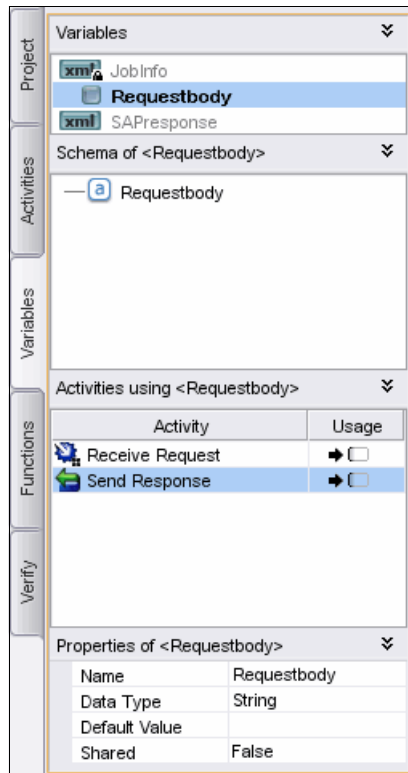 Project
Activities
Variables
Functions
Verify
Variables
xml JobInfo
Requestbody
xml SAPresponse
Schema of <Requestbody>
a Requestbody
Activities using <Requestbody>
Activity Usage
Receive Request
Send Response
Properties of <Requestbody>
Name Requestbody
Data Type String
Default Value
Shared False